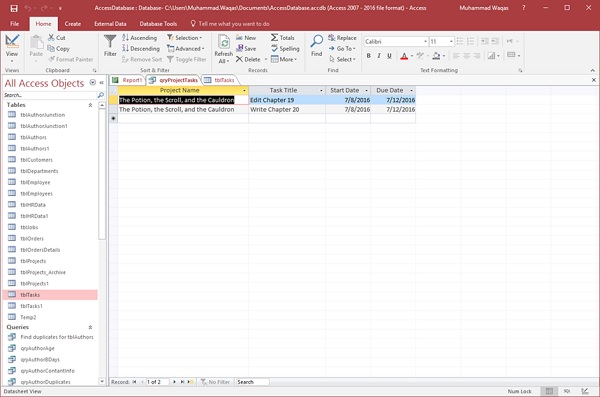 AccessDatabase : Database- C:\Users\Muhammad.Waqas\Documents\AccessDatabase.accdb (Access 2007 - 2016 file format) - Access
Muhammad Waqas
File Home Create External Data Database Tools Tell me what you want to do
View
Paste
Cut
Copy
Format Painter
Filter
Ascending
Descending
Remove Sort
Selection
Advanced
Toggle Filter
Refresh All
New
Save
Delete
Totals
Spelling
More
Find
Replace
Go To
Select
Calibri 11
B I U
Views Clipboard Sort & Filter Records Find Text Formatting
All Access Objects
Search...
Tables
tblAuthorJunction
tblAuthorJunction1
tblAuthors
tblAuthors1
tblCustomers
tblDepartments
tblEmployee
tblEmployees
tblHRData
tblHRData1
tblJobs
tblOrders
tblOrdersDetails
tblProjects
tblProjects_Archive
tblProjects1
tblTasks
tblTasks1
Temp2
Queries
Find duplicates for tblAuthors
qryAuthorAge
qryAuthorBDays
qryAuthorContantInfo
qryAuthorDuplicates
Report1 qryProjectTasks tblTasks
Project Name Task Title Start Date Due Date
The Potion, the Scroll, and the Cauldron Edit Chapter 19 7/8/2016 7/12/2016
The Potion, the Scroll, and the Cauldron Write Chapter 20 7/8/2016 7/12/2016
Record: 1 of 2 No Filter Search
Datasheet View
Num Lock